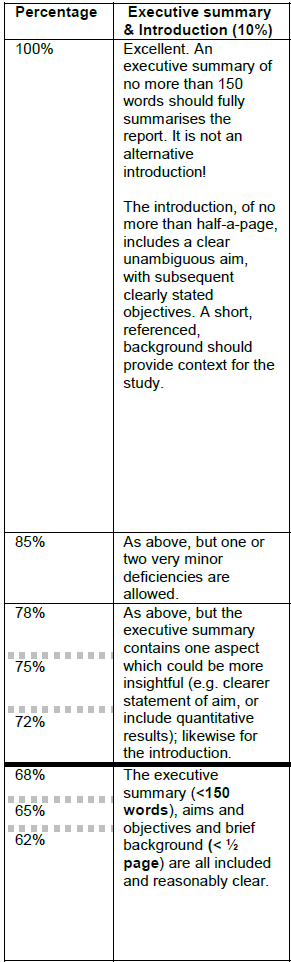 Percentage
Executive summary
& Introduction (10%)
100%
Excellent. An
executive summary of
no more than 150
words should fully
summarises the
report. It is not an
alternative
introduction!
The introduction, of no
more than half-a-page,
includes a clear
unambiguous aim,
with subsequent
clearly stated
objectives. A short,
referenced,
background should
provide context for the
study.
85%
As above, but one or
two very minor
deficiencies are
allowed.
78%
75%
72%
As above, but the
executive summary
contains one aspect
which could be more
insightful (e.g. clearer
statement of aim, or
include quantitative
results); likewise for
the introduction.
68%
65%
62%
The executive
summary (<150
words), aims and
objectives and brief
background (< ½
page) are all included
and reasonably clear.